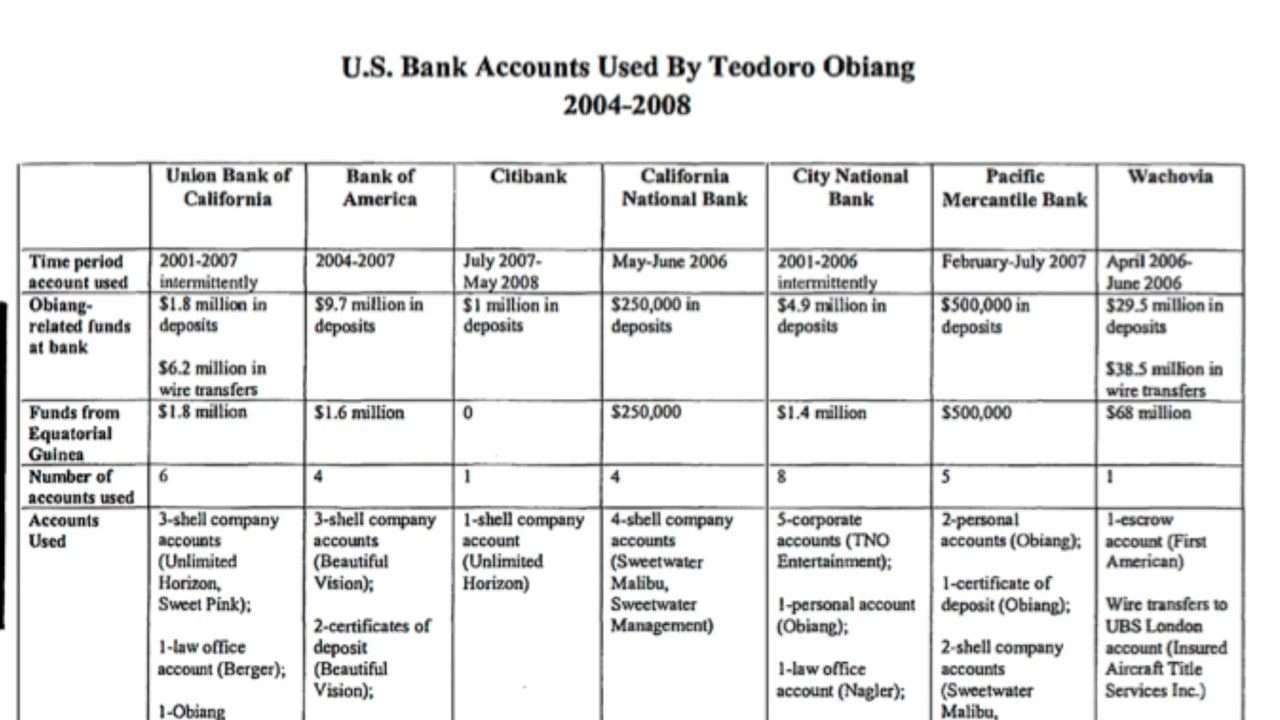 U.S. Bank Accounts Used By Teodoro Obiang
2004-2008
Union Bank of
California
Bank of
America
Citibank
California
National Bank
City National
Bank
Pacific
Mercantile Bank
Wachovia
Time period
account used
2001-2007
intermittently
2004-2007
July 2007-
May 2008
May-June 2006
2001-2006
intermittently
February-July 2007
April 2006-
June 2006
Obiang-
related funds
at bank
$1.8 million in
deposits
$6.2 million in
wire transfers
$9.7 million in
deposits
$1 million in
deposits
$250,000 in
deposits
$4.9 million in
deposits
$500,000 in
deposits
$29.5 million in
deposits
$38.5 million in
wire transfers
Funds from
Equatorial
Guinea
$1.8 million
$1.6 million
0
$250,000
$1.4 million
$500,000
$68 million
Number of
accounts used
6
4
1
4
8
5
1
Accounts
Used
3-shell company
accounts
(Unlimited
Horizon,
Sweet Pink);
1-law office
account (Berger);
1-Obiang
3-shell company
accounts
(Beautiful
Vision);
2-certificates of
deposit
(Beautiful
Vision);
1-shell company
account
(Unlimited
Horizon)
4-shell company
accounts
(Sweetwater
Malibu,
Sweetwater
Management)
5-corporate
accounts (TNO
Entertainment);
1-personal account
(Obiang);
1-law office
account (Nagler);
2-personal
accounts (Obiang);
1-certificate of
deposit (Obiang);
2-shell company
accounts
(Sweetwater
Malibu,
1-escrow
account (First
American)
Wire transfers to
UBS London
account (Insured
Aircraft Title
Services Inc.)